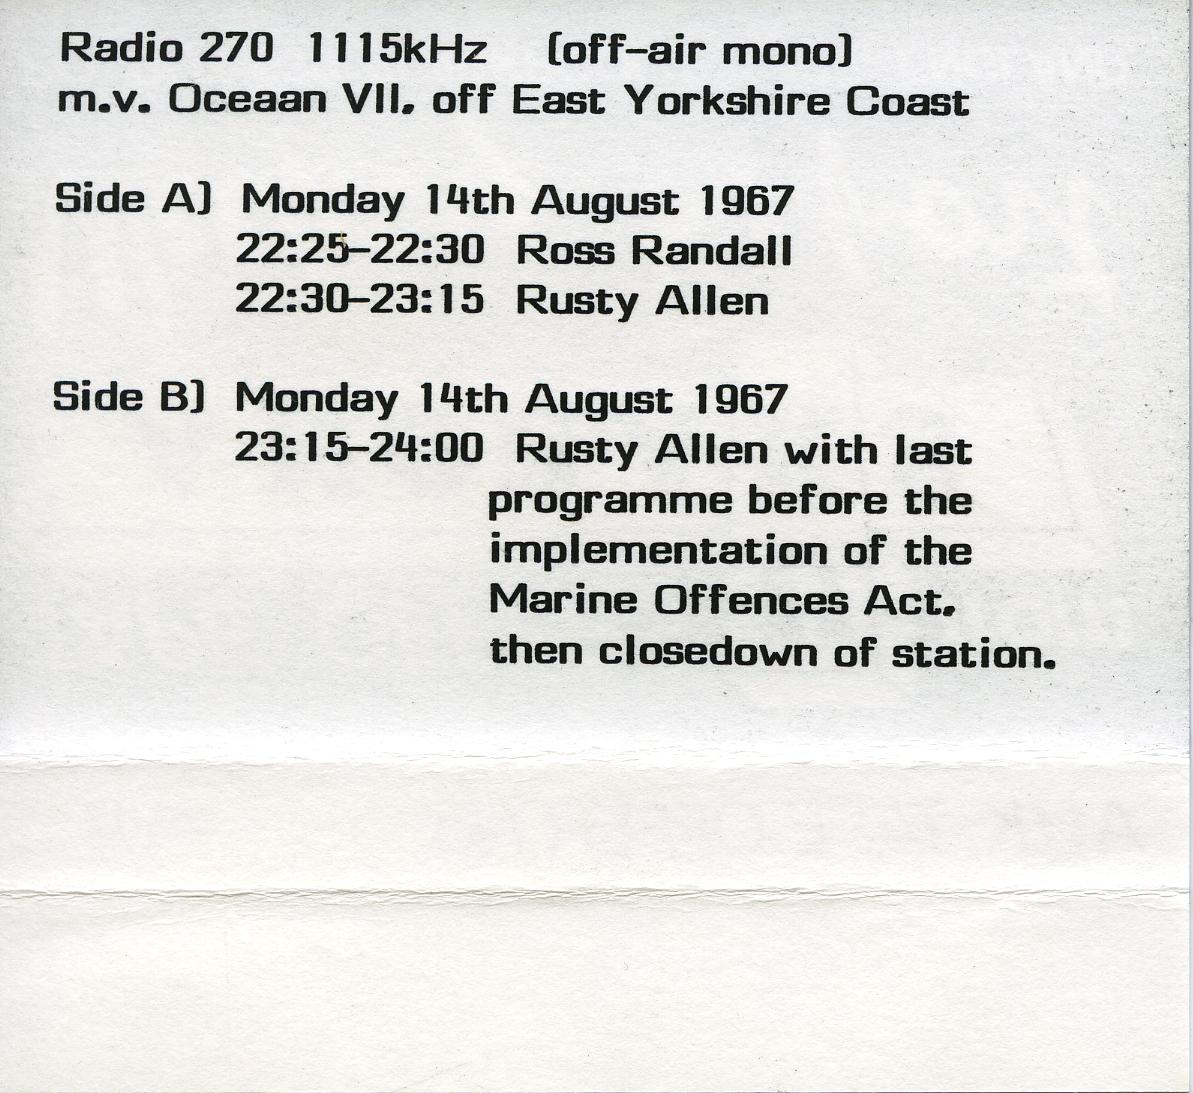 Radio 270 1115kHz (off-air mono)
m.v. Oceaan VII, off East Yorkshire Coast
Side A) Monday 14th August 1967
22:25-22:30 Ross Randall
22:30-23:15 Rusty Allen
Side B) Monday 14th August 1967
23:15-24:00 Rusty Allen with last
programme before the
implementation of the
Marine Offences Act,
then closedown of station.